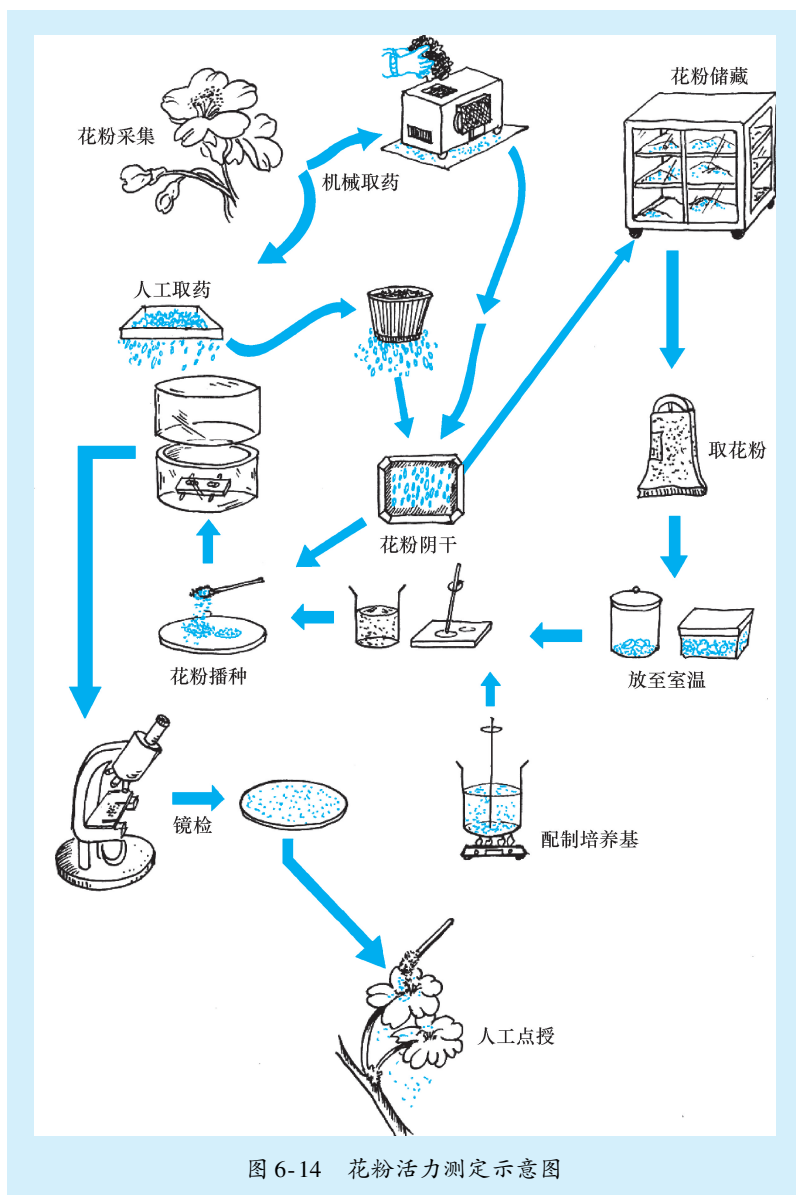 花粉储藏
花粉采集
机械取药
人工取药
取花粉
花粉阴干
花粉播种
放至室温
镜检
配制培养基
人工点授
图 6-14 花粉活力测定示意图